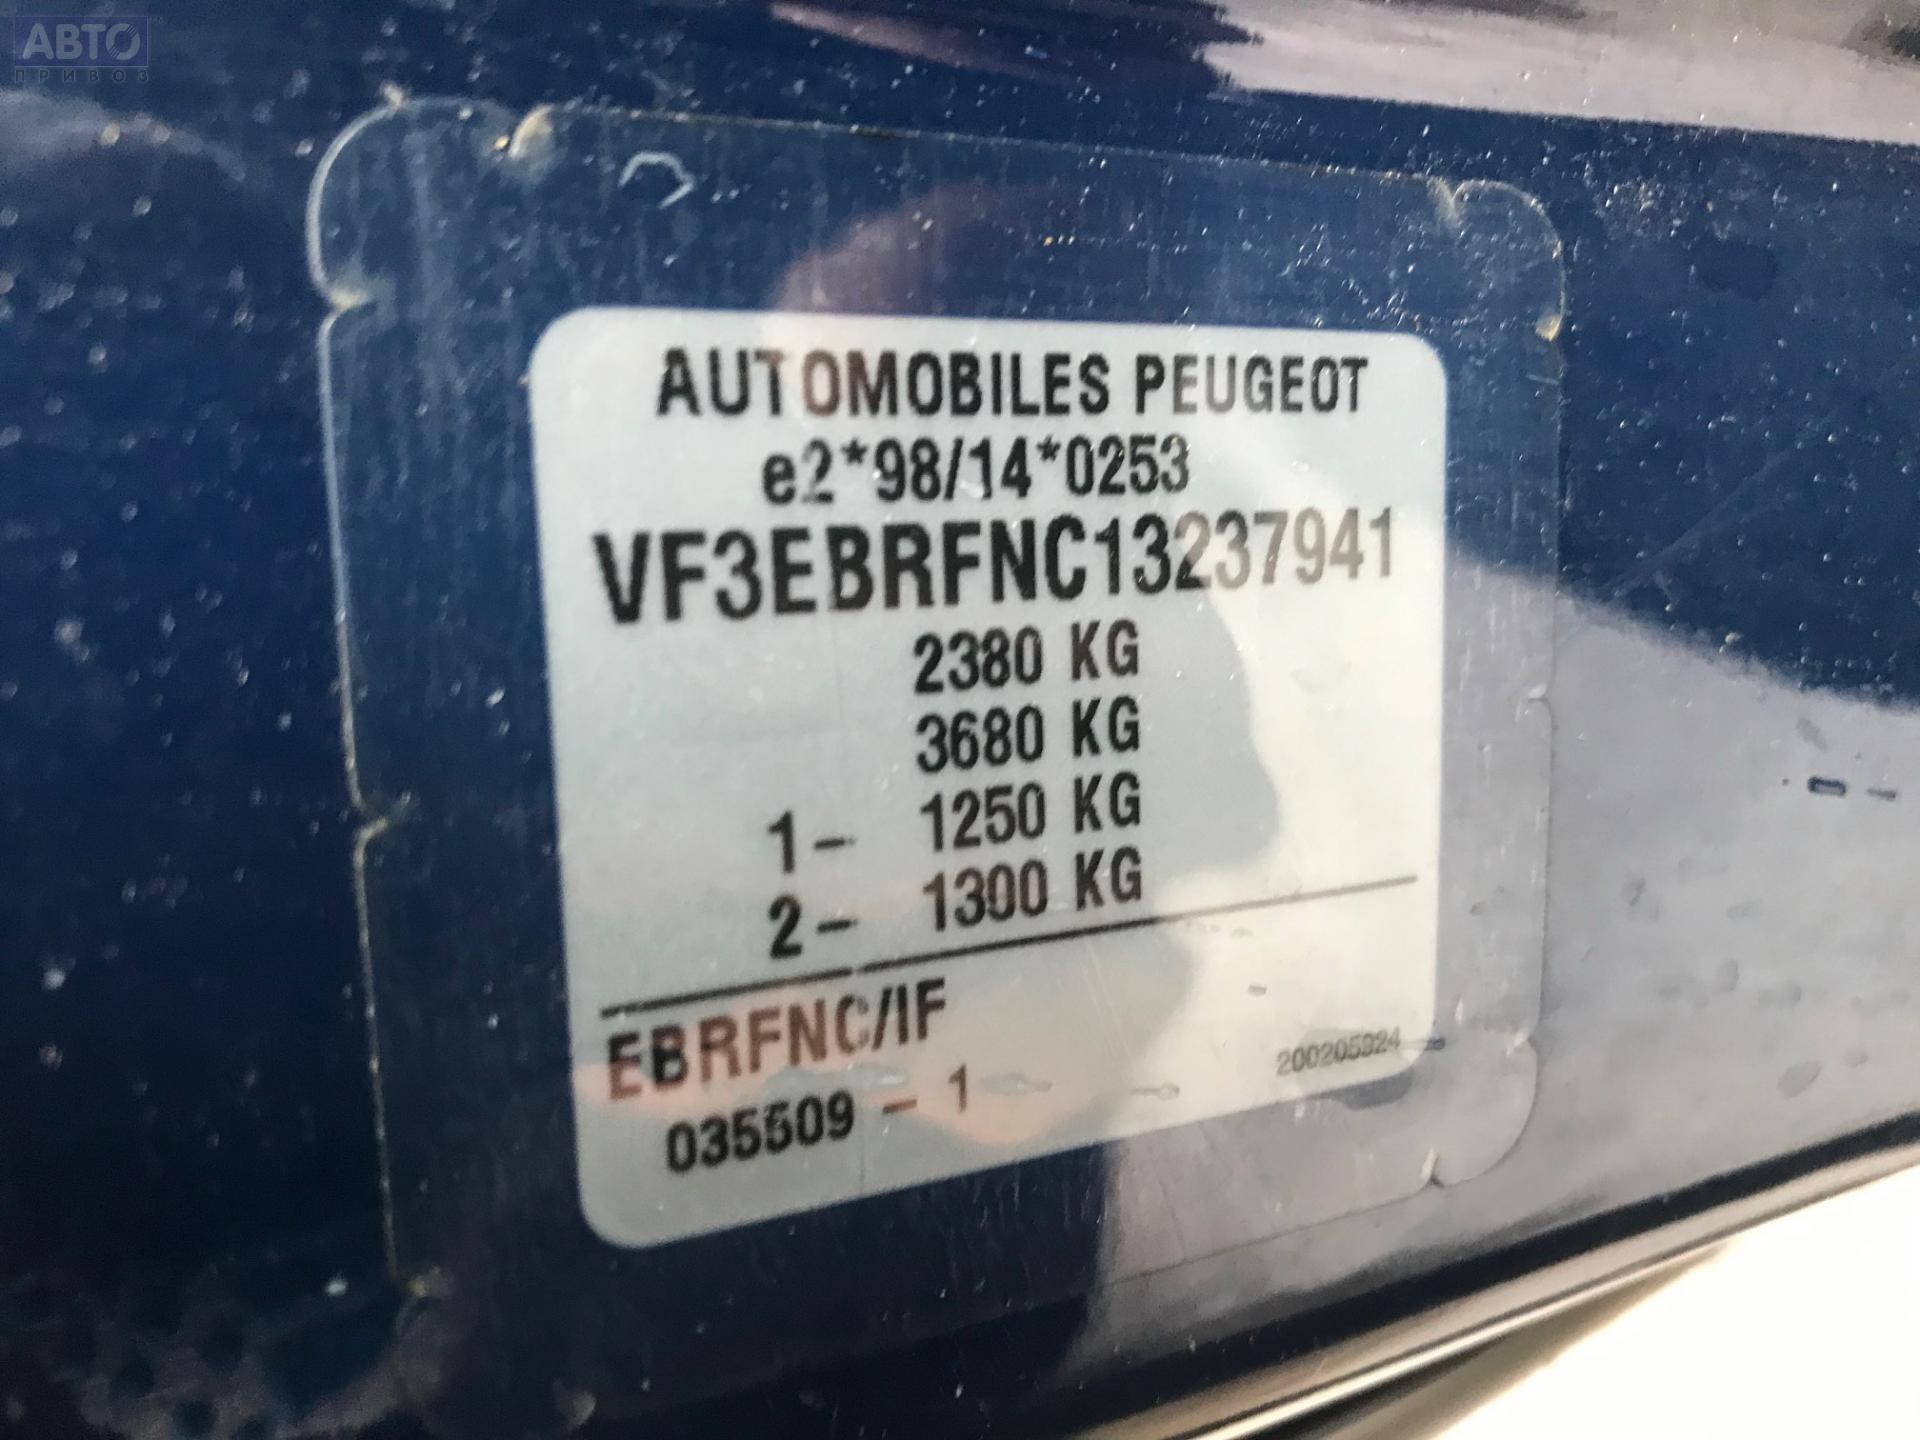 АВТО
ПРИВОЗ
AUTOMOBILES PEUGEOT
e2*98/14*0253
VF3EBRFNC13237941
2380 KG
3680 KG
1- 1250 KG
2- 1300 KG
EBRFNC/IF
035509 - 1
200205924